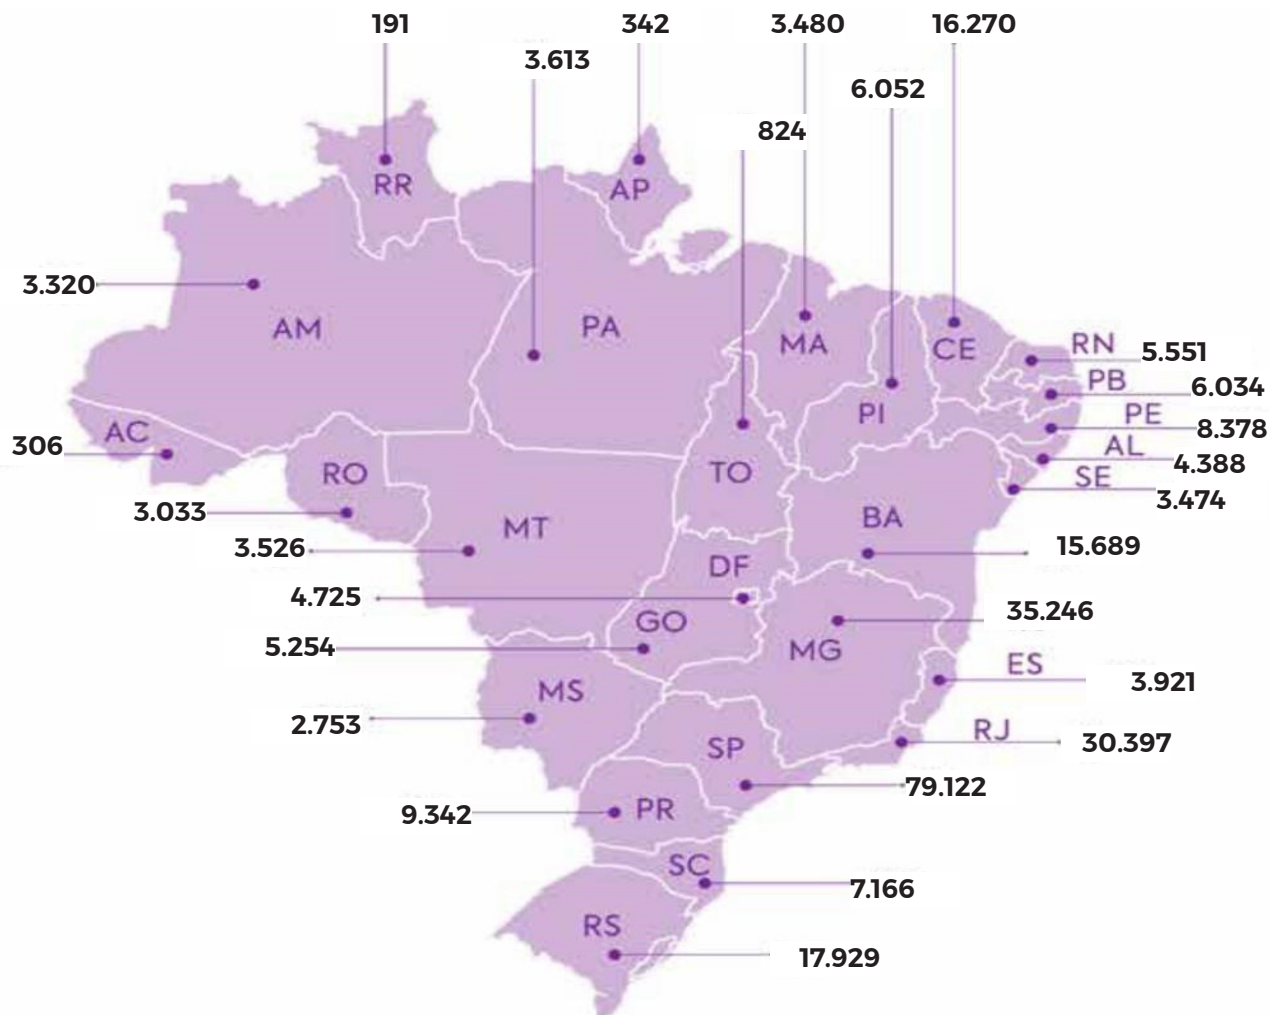 191
342
3.480
16.270
3.613
6.052
824
RR
AP
3.320
AM
PA
MA
CE
RN
5.551
PB
6.034
PI
PE
8.378
AC
306
AL
4.388
RO
TO
SE
3.474
3.033
MT
BA
3.526
15.689
DF
4.725
35.246
GO
5.254
MG
ES
3.921
MS
2.753
RJ
30.397
SP
79.122
9.342
PR
SC
7.166
RS
17.929